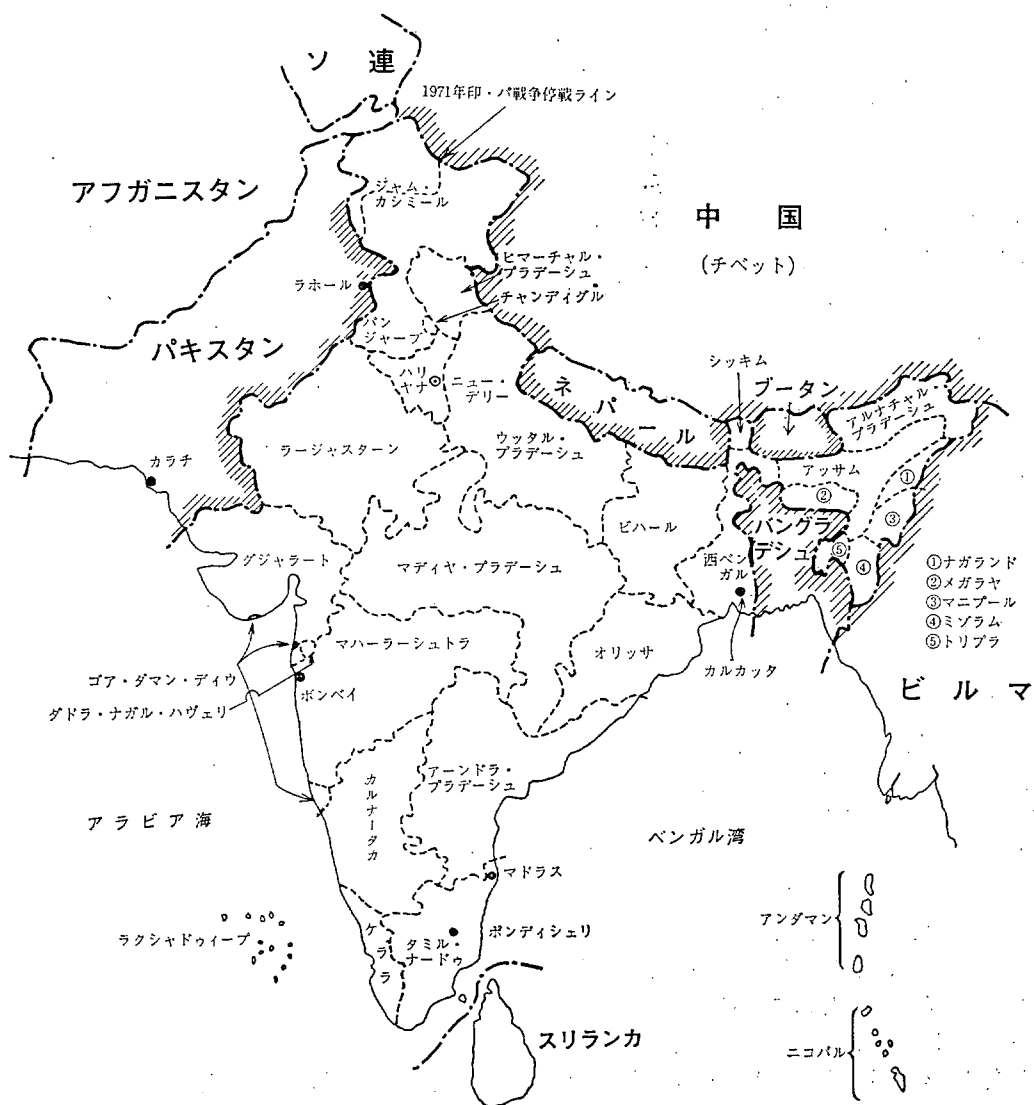 ソ 連
1971年印・パ戦争停戦ライン
アフガニスタン
ジャム・
カシミール
中 国
(チベット)
ヒマーチャル・
プラデーシュ
チャンディグル
ラホール
パン
ジャーブ
パキスタン
ハリ
ヤナ
ニュー・
デリー
シッキム
ブータン
アルナチャル・
プラデーシュ
ネパール
ラージャスターン
ウッタル・
プラデーシュ
カラチ
アッサム
①
②
③
④
⑤
ビハール
バングラ
デシュ
西ベン
ガル
ダジャラート
マディヤ・プラデーシュ
①ナガランド
②メガラヤ
③マニプール
④ミゾラム
⑤トリプラ
マハーラーシュトラ
オリッサ
カルカッタ
ゴア・ダマン・ディウ
ボンベイ
ダドラ・ナガル・ハヴェリ
ビ ル マ
アーンドラ・
プラデーシュ
カルナータカ
アラビア海
ベンガル湾
マドラス
アンダマン
ラクシャドゥィープ
ケララ
タミル・
ナードゥ
ポンディシェリ
スリランカ
ニコバル